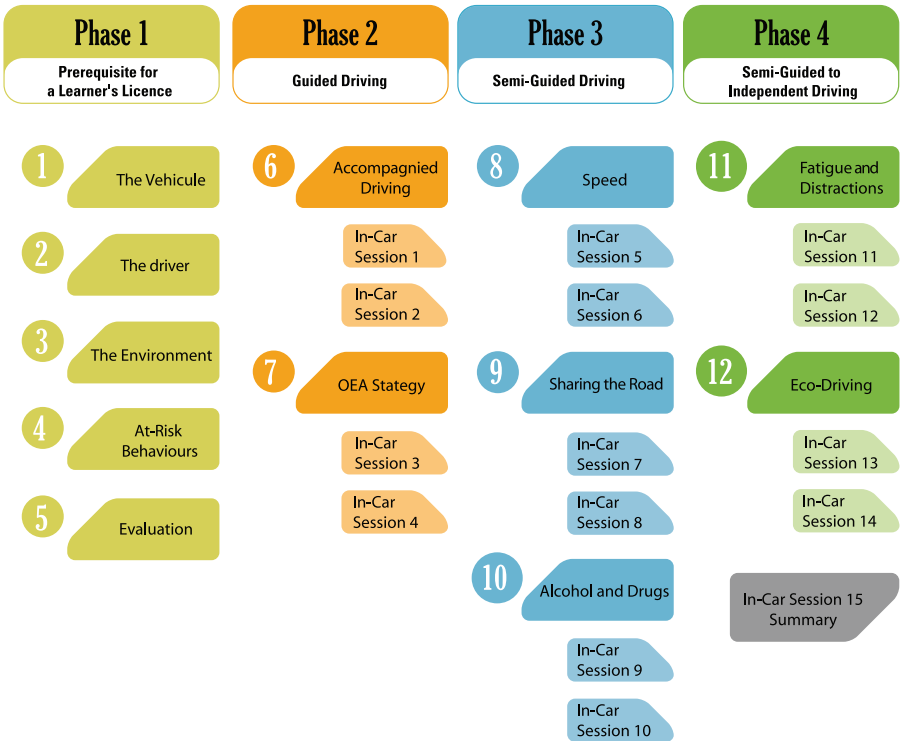 Phase 1
Prerequisite for
a Learner's Licence
1
The Vehicule
2
The driver
3
The Environment
4
At-Risk
Behaviours
5
Evaluation
Phase 2
Guided Driving
6
Accompagnied
Driving
In-Car
Session 1
In-Car
Session 2
7
OEA Stategy
In-Car
Session 3
In-Car
Session 4
Phase 3
Semi-Guided Driving
8
Speed
In-Car
Session 5
In-Car
Session 6
9
Sharing the Road
In-Car
Session 7
In-Car
Session 8
10
Alcohol and Drugs
In-Car
Session 9
In-Car
Session 10
Phase 4
Semi-Guided to
Independent Driving
11
Fatigue and
Distractions
In-Car
Session 11
In-Car
Session 12
12
Eco-Driving
In-Car
Session 13
In-Car
Session 14
In-Car Session 15
Summary